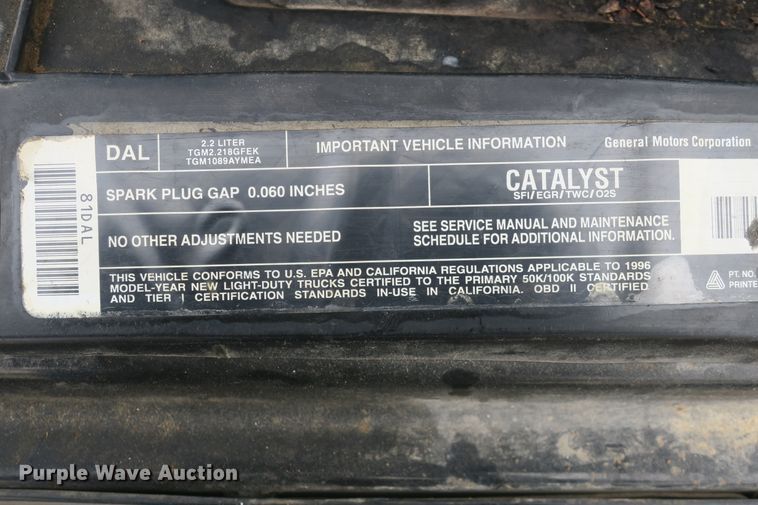 DAL
2.2 LITER
TGM2.218GFEK
TGM1089AYMEA
IMPORTANT VEHICLE INFORMATION
General Motors Corporation
81DAL
SPARK PLUG GAP 0.060 INCHES
CATALYST
SFI/EGR/TWC/O2S
NO OTHER ADJUSTMENTS NEEDED
SEE SERVICE MANUAL AND MAINTENANCE
SCHEDULE FOR ADDITIONAL INFORMATION.
THIS VEHICLE CONFORMS TO U.S. EPA AND CALIFORNIA REGULATIONS APPLICABLE TO 1996
MODEL-YEAR NEW LIGHT-DUTY TRUCKS CERTIFIED TO THE PRIMARY 50K/100K STANDARDS
AND TIER I CERTIFICATION STANDARDS IN-USE IN CALIFORNIA. OBD II CERTIFIED
PT. NO.
PRINTE
Purple Wave Auction